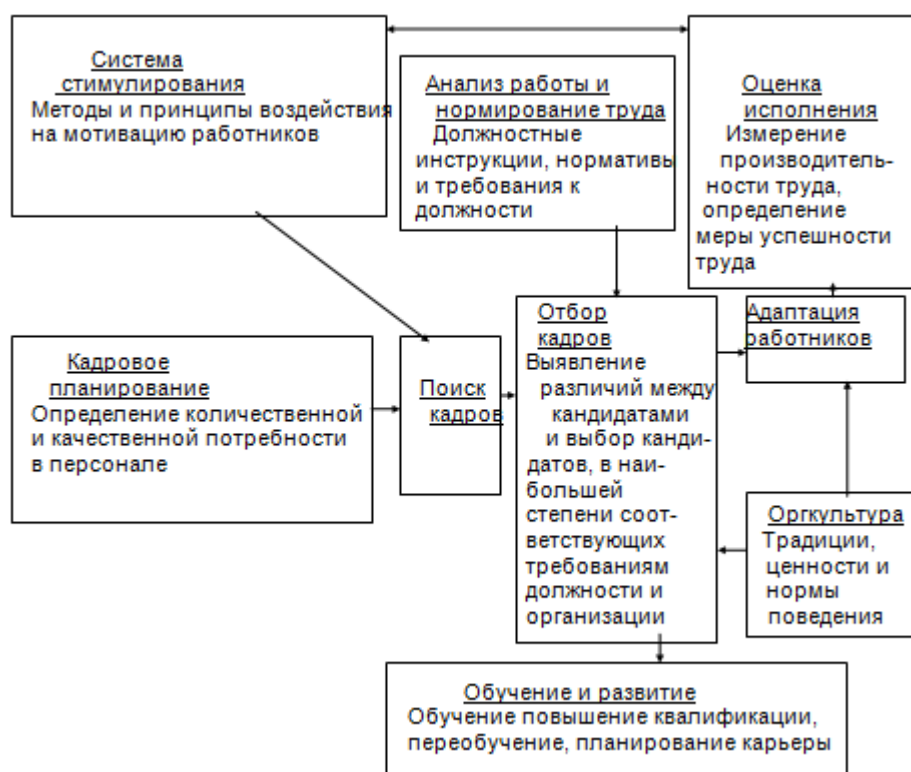 Система
стимулирования
Методы и принципы воздействия
на мотивацию работников
Анализ работы и
нормирование труда
Должностные
инструкции, нормативы
и требования к
должности
Оценка
исполнения
Измерение
производитель-
ности труда,
определение
меры успешности
труда
Кадровое
планирование
Определение количественной
и качественной потребности
в персонале
Поиск
кадров
Отбор
кадров
Выявление
различий между
кандидатами
и выбор канди-
датов, в наи-
большей
степени соот-
ветствующих
требованиям
должности и
организации
Адаптация
работников
Оргкультура
Традиции,
ценности и
нормы
поведения
Обучение и развитие
Обучение повышение квалификации,
переобучение, планирование карьеры